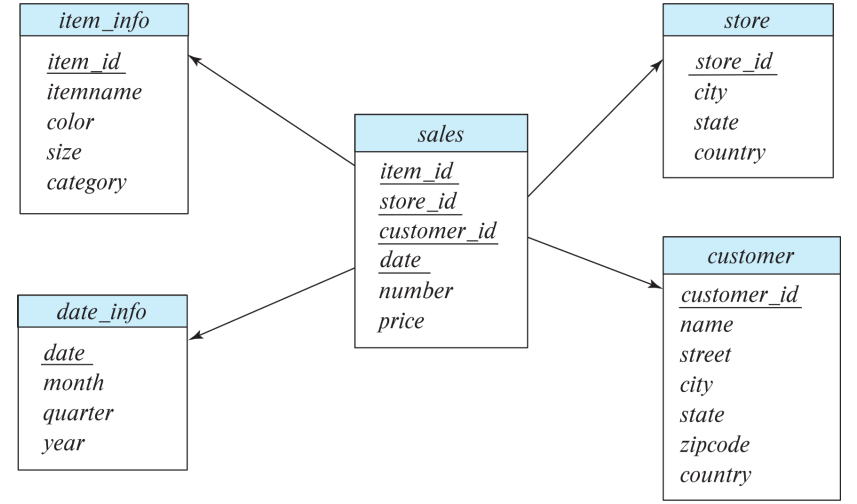 item_info
item_id
itemname
color
size
category
store
store_id
city
state
country
sales
item_id
store_id
customer_id
date
number
price
date_info
date
month
quarter
year
customer
customer_id
name
street
city
state
zipcode
country